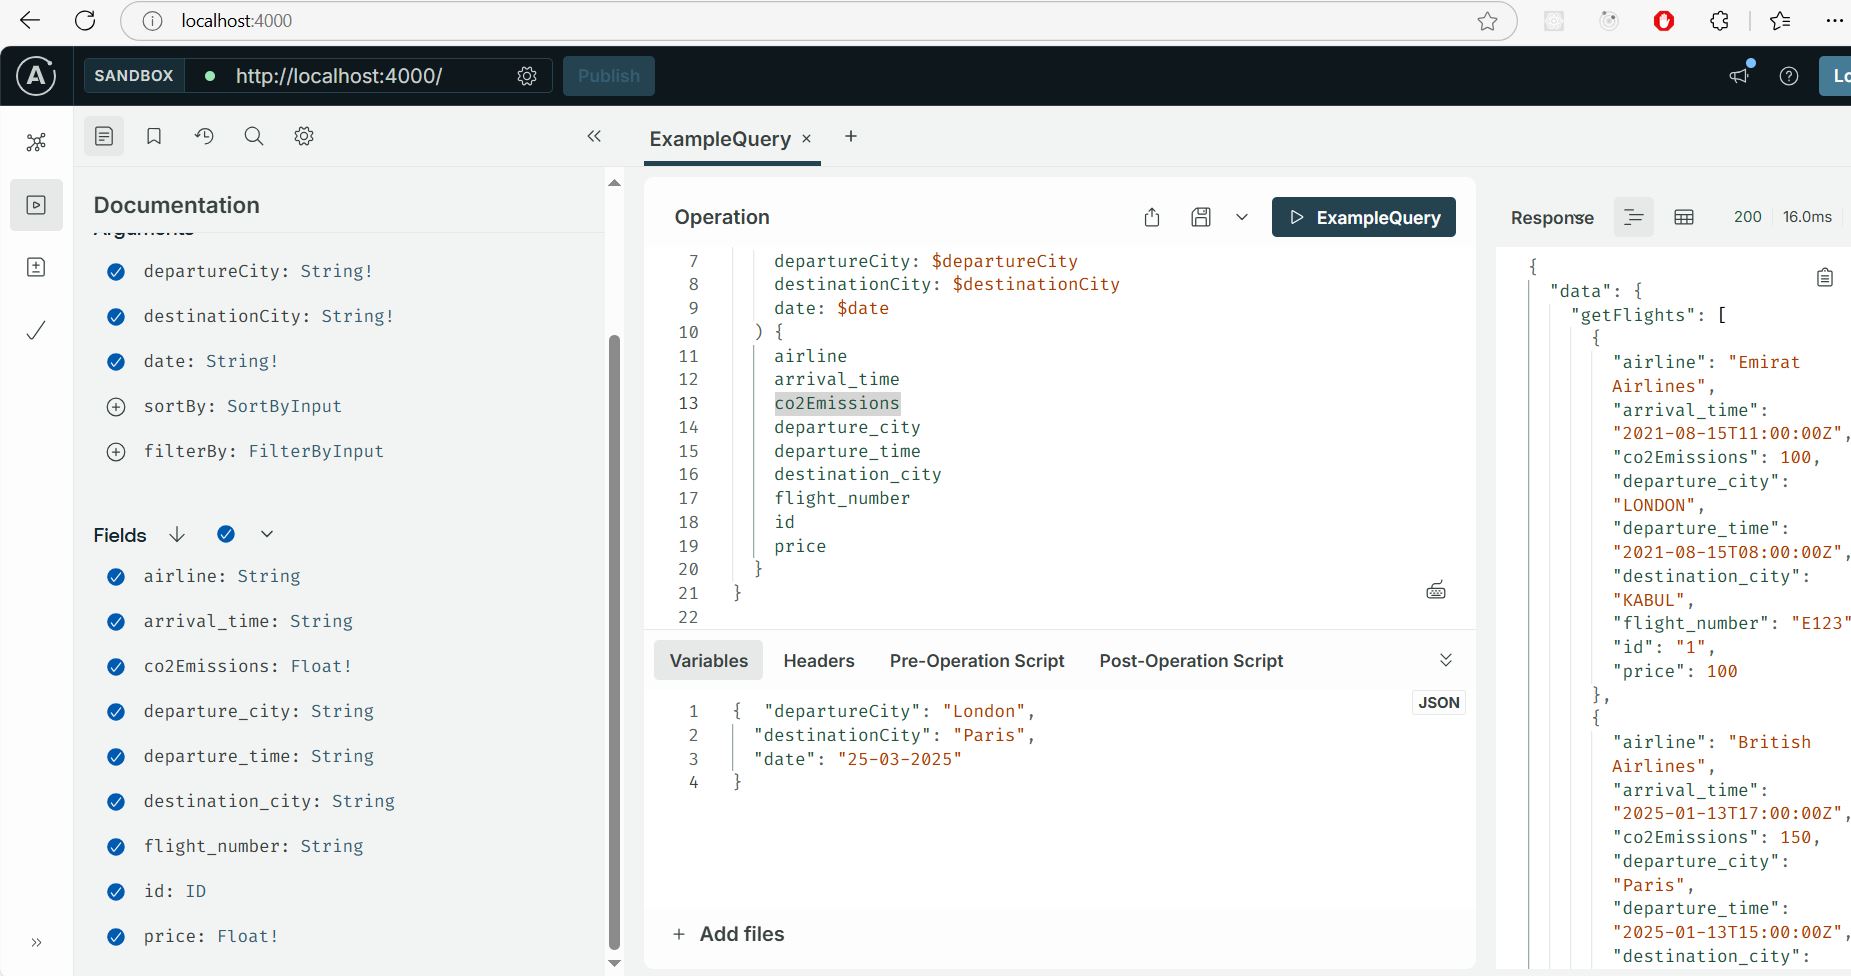 localhost:4000
SANDBOX
http://localhost:4000/
Publish
Lo
ExampleQuery
Documentation
Arguments
departureCity: String!
destinationCity: String!
date: String!
sortBy: SortByInput
filterBy: FilterByInput
Fields
airline: String
arrival_time: String
co2Emissions: Float!
departure_city: String
departure_time: String
destination_city: String
flight_number: String
id: ID
price: Float!
Operation
ExampleQuery
7 departureCity: $departureCity
8 destinationCity: $destinationCity
9 date: $date
10 ) {
11 airline
12 arrival_time
13 co2Emissions
14 departure_city
15 departure_time
16 destination_city
17 flight_number
18 id
19 price
20 }
21 }
22
Variables Headers Pre-Operation Script Post-Operation Script
JSON
1 { "departureCity": "London",
2 "destinationCity": "Paris",
3 "date": "25-03-2025"
4 }
+ Add files
Response 200 16.0ms
{
"data": {
"getFlights": [
{
"airline": "Emirat
Airlines",
"arrival_time":
"2021-08-15T11:00:00Z",
"co2Emissions": 100,
"departure_city":
"LONDON",
"departure_time":
"2021-08-15T08:00:00Z",
"destination_city":
"KABUL",
"flight_number": "E123"
"id": "1",
"price": 100
},
{
"airline": "British
Airlines",
"arrival_time":
"2025-01-13T17:00:00Z",
"co2Emissions": 150,
"departure_city":
"Paris",
"departure_time":
"2025-01-13T15:00:00Z",
"destination_city":